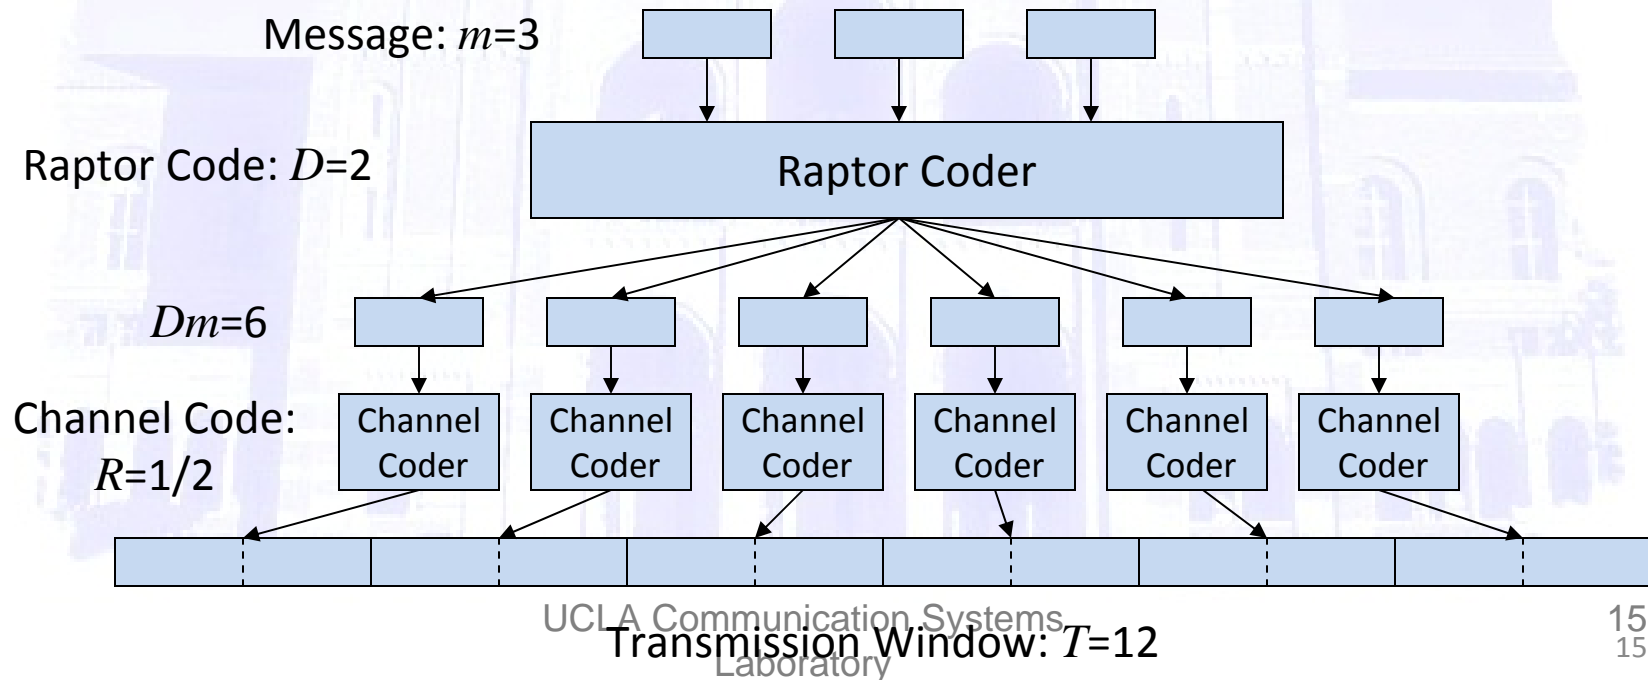 Message: m=3
Raptor Code: D=2
Raptor Coder
Dm=6
Channel Code:
R=1/2
Channel
Coder
Channel
Coder
Channel
Coder
Channel
Coder
Channel
Coder
Channel
Coder
UCLA Communication Systems
Laboratory
Transmission Window: T=12
15
15